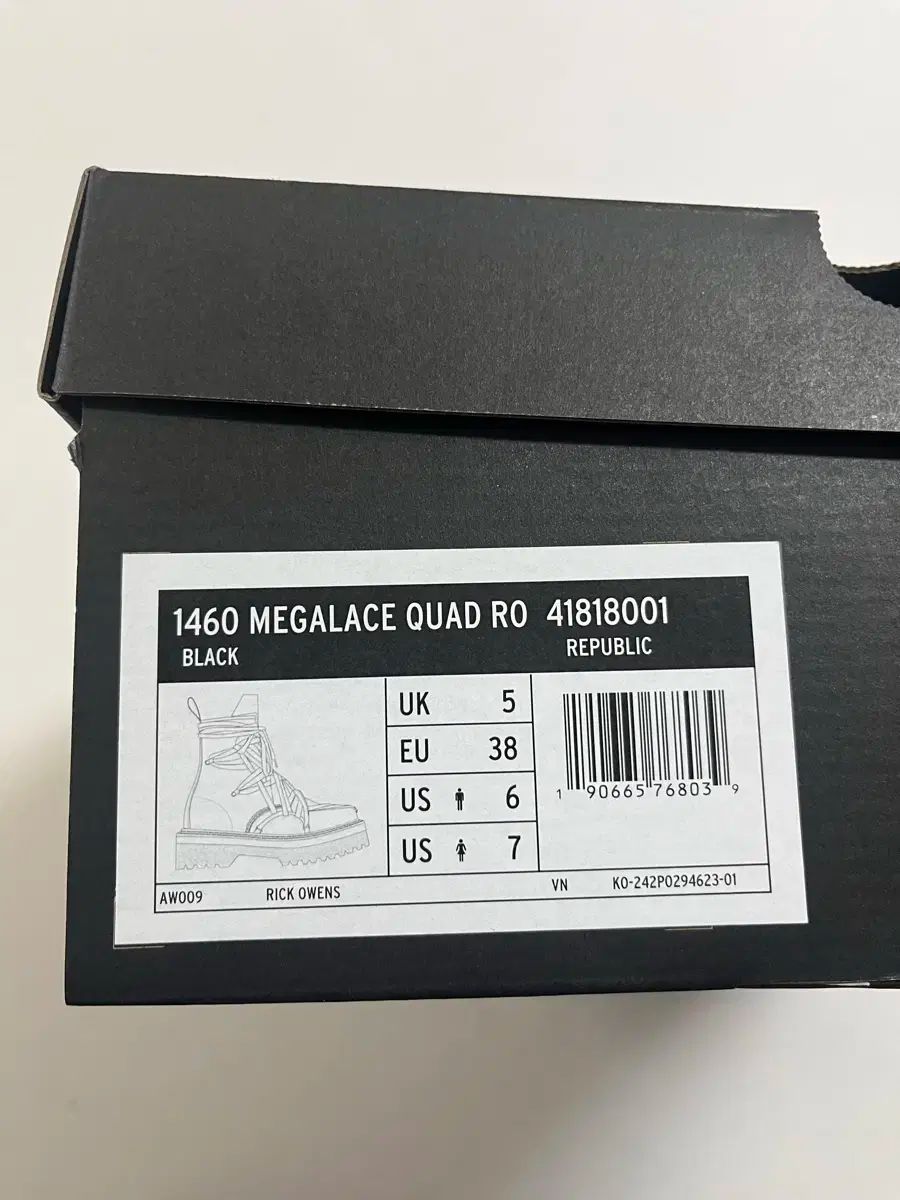 1460 MEGALACE QUAD RO 41818001
BLACK REPUBLIC
UK 5
EU 38
US 6
US 7
1 90665 76803 9
AW009 RICK OWENS VN KO-242P0294623-01